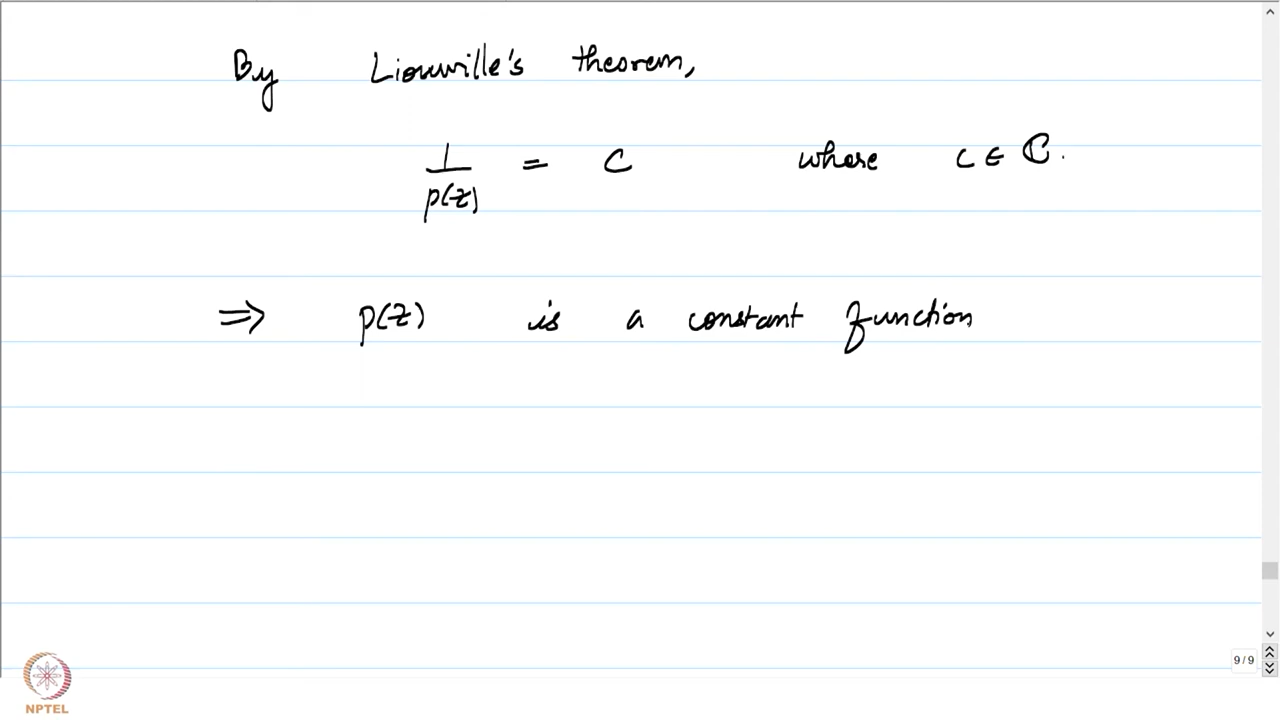 By Liouville's theorem,
1/p(z) = C where C ∈ ℂ.
⇒ p(z) is a constant function
9 / 9
NPTEL